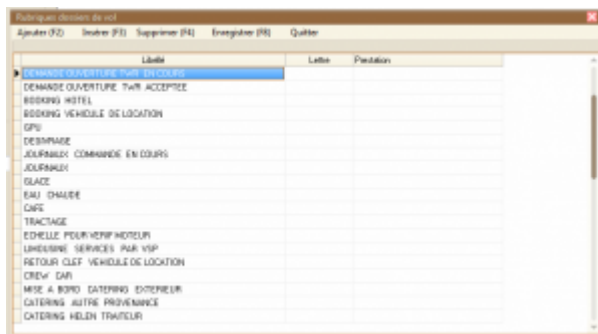 Rubriques dossiers de vol
Ajouter (F2) Insérer (F3) Supprimer (F4) Enregistrer (F8) Quitter
Libellé Lettre Prestation
DEMANDE OUVERTURE TWR EN COURS
DEMANDE OUVERTURE TWR ACCEPTEE
BOOKING HOTEL
BOOKING VEHICULE DE LOCATION
GPU
DEGIVRAGE
JOURNAUX COMMANDE EN COURS
JOURNAUX
GLACE
EAU CHAUDE
CAFE
TRACTAGE
ECHELLE POUR VERIF MOTEUR
LIMOUSINE SERVICES PAR VSP
RETOUR CLEF VEHICULE DE LOCATION
CREW CAR
MISE A BORD CATERING EXTERIEUR
CATERING AUTRE PROVENANCE
CATERING HELEN TRAITEUR